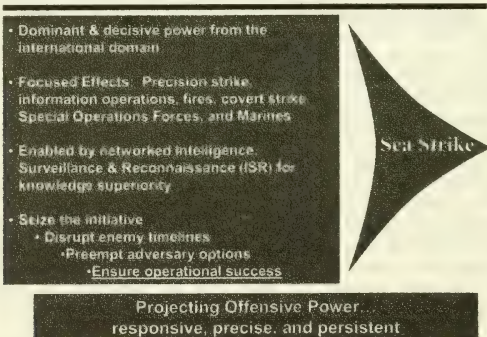 • Dominant & decisive power from the
international domain
• Focused Effects: Precision strike,
information operations, fires, covert strike
Special Operations Forces, and Marines
• Enabled by networked Intelligence
Surveillance & Reconnaissance (ISR) for
knowledge superiority
• Seize the initiative
• Disrupt enemy timelines
•Preempt adversary options
•Ensure operational success
Sea Strike
Projecting Offensive Power...
responsive, precise, and persistent